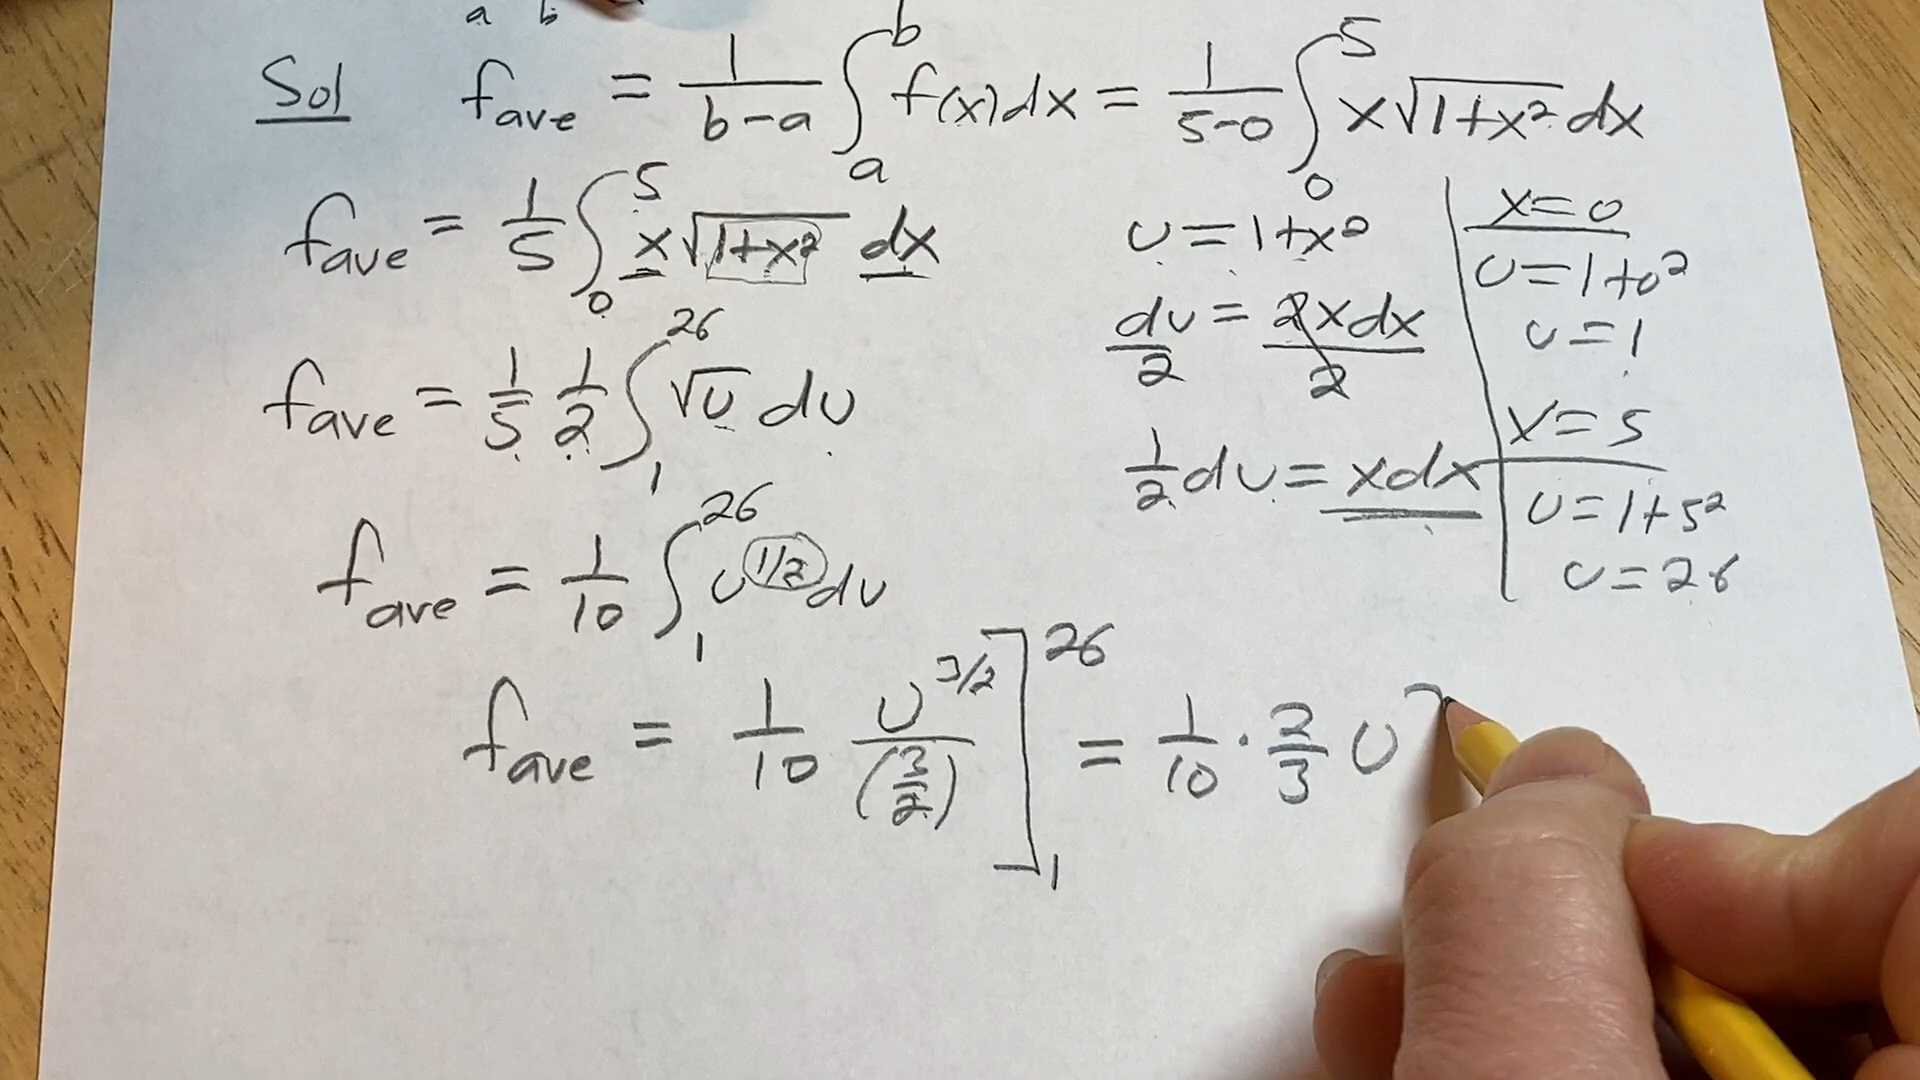 a b
Sol f_ave = 1/(b-a) ∫_a^b f(x)dx = 1/(5-0) ∫_0^5 x√(1+x²) dx
f_ave = 1/5 ∫_0^5 x√(1+x²) dx
f_ave = 1/5 1/2 ∫_1^26 √u du
f_ave = 1/10 ∫_1^26 u^(1/2) du
f_ave = 1/10 u^(3/2)/(3/2) ]_1^26 = 1/10 · 2/3 u
u = 1+x²
du/2 = 2xdx/2
1/2 du = xdx
x=0
u=1+0²
u=1
x=5
u=1+5²
u=26